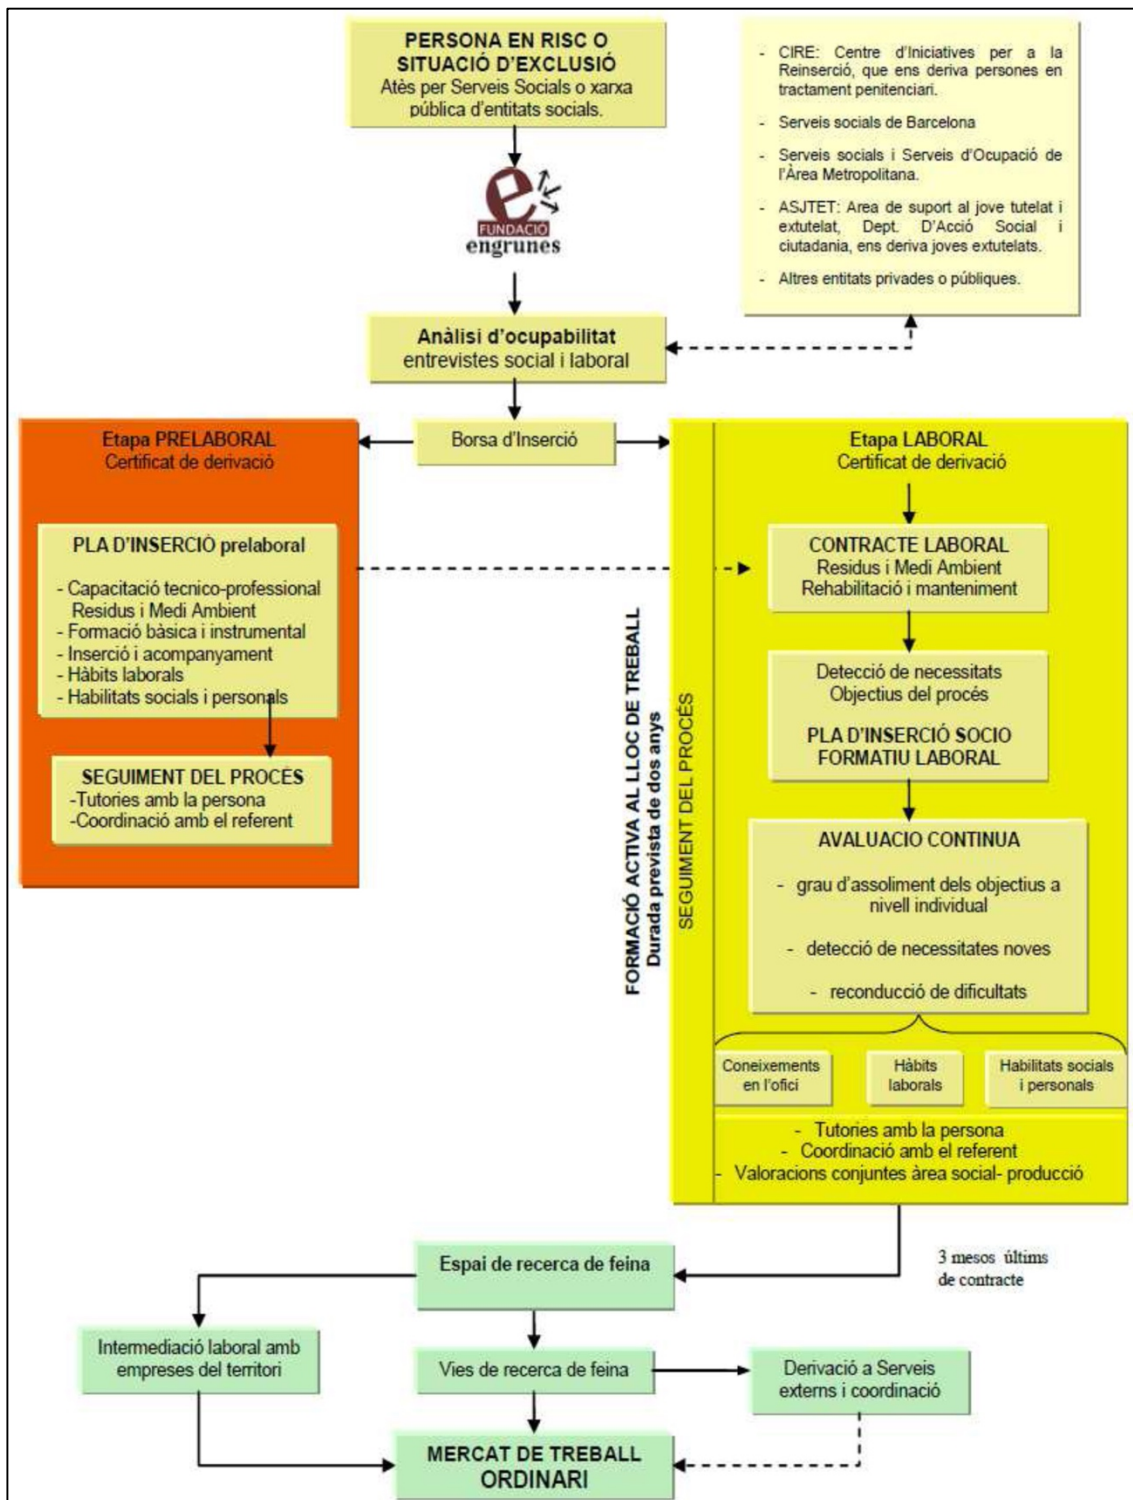 PERSONA EN RISC O
SITUACIÓ D'EXCLUSIÓ
Atès per Serveis Socials o xarxa
pública d'entitats socials.
- CIRE: Centre d'Iniciatives per a la
Reinserció, que ens deriva persones en
tractament penitenciari.
- Serveis socials de Barcelona
- Serveis socials i Serveis d'Ocupació de
l'Àrea Metropolitana.
- ASJTET: Area de suport al jove tutelat i
extutelat, Dept. D'Acció Social i
ciutadania, ens deriva joves extutelats.
- Altres entitats privades o públiques.
e
FUNDACIÓ
engrunes
Anàlisi d'ocupabilitat
entrevistes social i laboral
Borsa d'Inserció
Etapa PRELABORAL
Certificat de derivació
PLA D'INSERCIÓ prelaboral
- Capacitació tecnico-professional
Residus i Medi Ambient
- Formació bàsica i instrumental
- Inserció i acompanyament
- Hàbits laborals
- Habilitats socials i personals
SEGUIMENT DEL PROCÉS
-Tutories amb la persona
-Coordinació amb el referent
FORMACIÓ ACTIVA AL LLOC DE TREBALL
Durada prevista de dos anys
SEGUIMENT DEL PROCÉS
Etapa LABORAL
Certificat de derivació
CONTRACTE LABORAL
Residus i Medi Ambient
Rehabilitació i manteniment
Detecció de necessitats
Objectius del procés
PLA D'INSERCIÓ SOCIO
FORMATIU LABORAL
AVALUACIO CONTINUA
- grau d'assoliment dels objectius a
nivell individual
- detecció de necessitates noves
- reconducció de dificultats
Coneixements
en l'ofici
Hàbits
laborals
Habilitats socials
i personals
- Tutories amb la persona
- Coordinació amb el referent
- Valoracions conjuntes àrea social- producció
3 mesos últims
de contracte
Espai de recerca de feina
Intermediació laboral amb
empreses del territori
Vies de recerca de feina
Derivació a Serveis
externs i coordinació
MERCAT DE TREBALL
ORDINARI